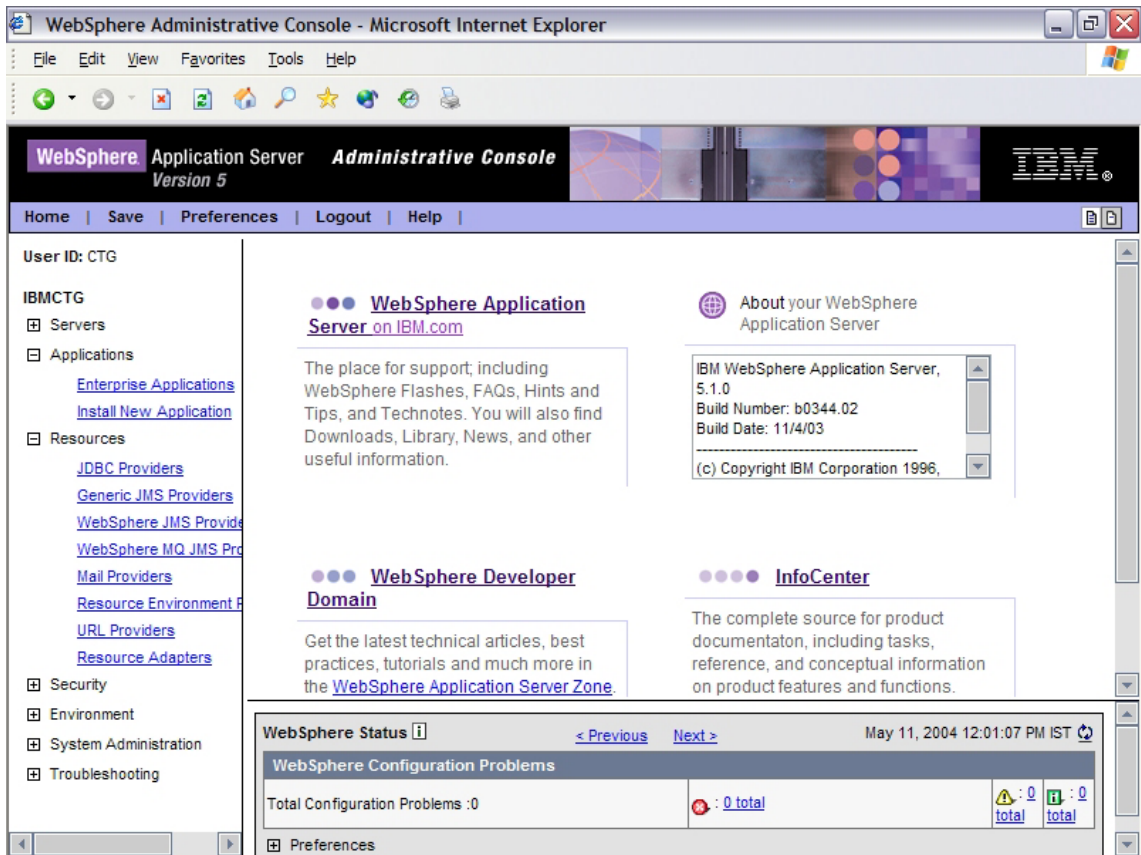 WebSphere Administrative Console - Microsoft Internet Explorer
File Edit View Favorites Tools Help
WebSphere Application Server Administrative Console
Version 5
IBM
Home | Save | Preferences | Logout | Help |
User ID: CTG
IBMCTG
Servers
Applications
Enterprise Applications
Install New Application
Resources
JDBC Providers
Generic JMS Providers
WebSphere JMS Provide
WebSphere MQ JMS Pro
Mail Providers
Resource Environment P
URL Providers
Resource Adapters
Security
Environment
System Administration
Troubleshooting
WebSphere Application
Server on IBM.com
The place for support; including
WebSphere Flashes, FAQs, Hints and
Tips, and Technotes. You will also find
Downloads, Library, News, and other
useful information.
About your WebSphere
Application Server
IBM WebSphere Application Server,
5.1.0
Build Number: b0344.02
Build Date: 11/4/03
----------------------------------------
(c) Copyright IBM Corporation 1996,
WebSphere Developer
Domain
Get the latest technical articles, best
practices, tutorials and much more in
the WebSphere Application Server Zone.
InfoCenter
The complete source for product
documentaton, including tasks,
reference, and conceptual information
on product features and functions.
WebSphere Status i < Previous Next > May 11, 2004 12:01:07 PM IST
WebSphere Configuration Problems
Total Configuration Problems :0 : 0 total : 0 total : 0 total
Preferences